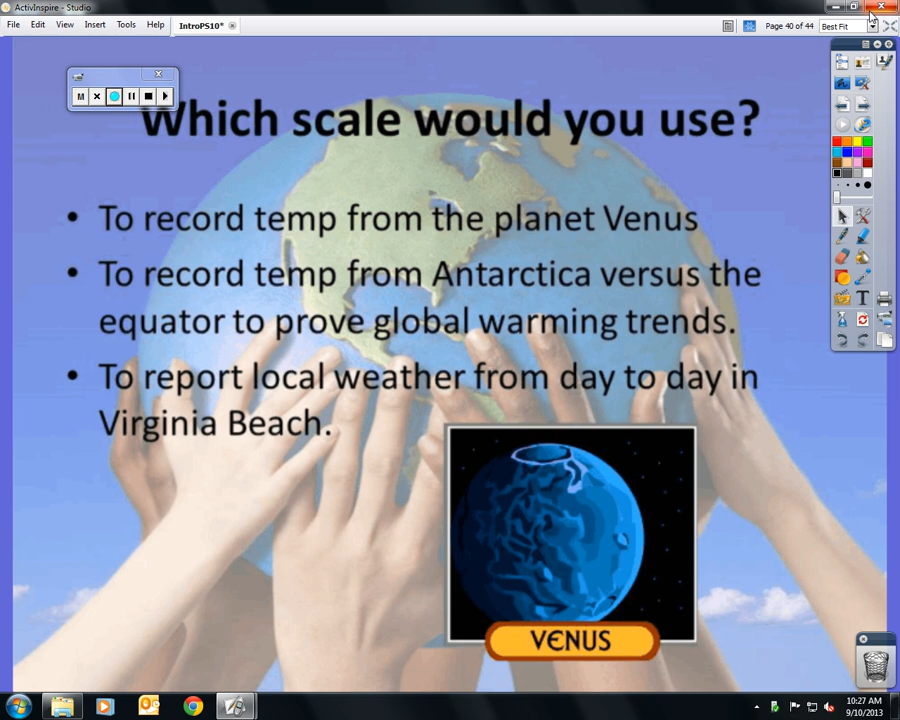 ActivInspire - Studio
File Edit View Insert Tools Help IntroPS10* Page 40 of 44 Best Fit
M
Which scale would you use?
• To record temp from the planet Venus
• To record temp from Antarctica versus the
equator to prove global warming trends.
• To report local weather from day to day in
Virginia Beach.
VENUS
10:27 AM
9/10/2013